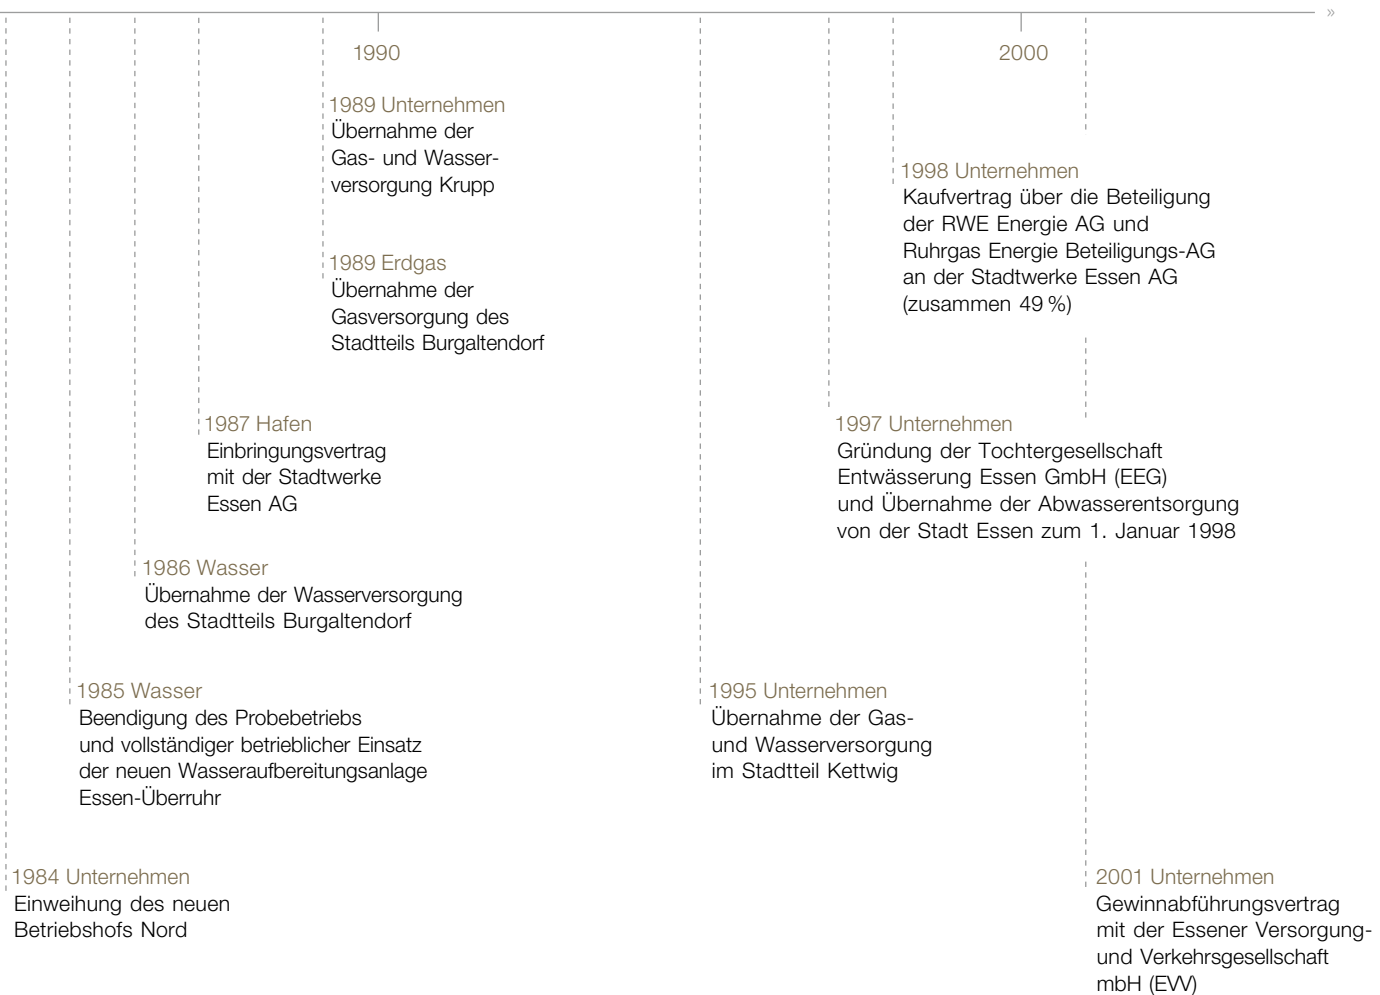 »
1990
2000
1989 Unternehmen
Übernahme der
Gas- und Wasser-
versorgung Krupp
1998 Unternehmen
Kaufvertrag über die Beteiligung
der RWE Energie AG und
Ruhrgas Energie Beteiligungs-AG
an der Stadtwerke Essen AG
(zusammen 49 %)
1989 Erdgas
Übernahme der
Gasversorgung des
Stadtteils Burgaltendorf
1987 Hafen
Einbringungsvertrag
mit der Stadtwerke
Essen AG
1997 Unternehmen
Gründung der Tochtergesellschaft
Entwässerung Essen GmbH (EEG)
und Übernahme der Abwasserentsorgung
von der Stadt Essen zum 1. Januar 1998
1986 Wasser
Übernahme der Wasserversorgung
des Stadtteils Burgaltendorf
1985 Wasser
Beendigung des Probebetriebs
und vollständiger betrieblicher Einsatz
der neuen Wasseraufbereitungsanlage
Essen-Überruhr
1995 Unternehmen
Übernahme der Gas-
und Wasserversorgung
im Stadtteil Kettwig
1984 Unternehmen
Einweihung des neuen
Betriebshofs Nord
2001 Unternehmen
Gewinnabführungsvertrag
mit der Essener Versorgung-
und Verkehrsgesellschaft
mbH (EVV)